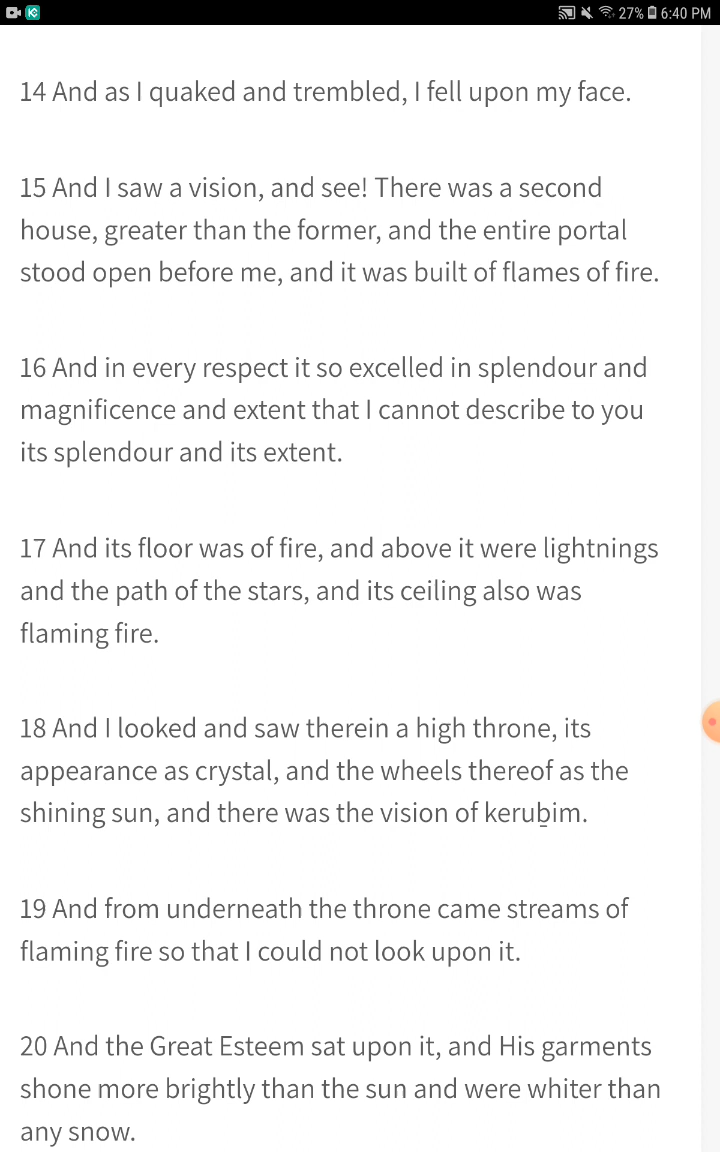 27% 6:40 PM
14 And as I quaked and trembled, I fell upon my face.
15 And I saw a vision, and see! There was a second
house, greater than the former, and the entire portal
stood open before me, and it was built of flames of fire.
16 And in every respect it so excelled in splendour and
magnificence and extent that I cannot describe to you
its splendour and its extent.
17 And its floor was of fire, and above it were lightnings
and the path of the stars, and its ceiling also was
flaming fire.
18 And I looked and saw therein a high throne, its
appearance as crystal, and the wheels thereof as the
shining sun, and there was the vision of keruḇim.
19 And from underneath the throne came streams of
flaming fire so that I could not look upon it.
20 And the Great Esteem sat upon it, and His garments
shone more brightly than the sun and were whiter than
any snow.